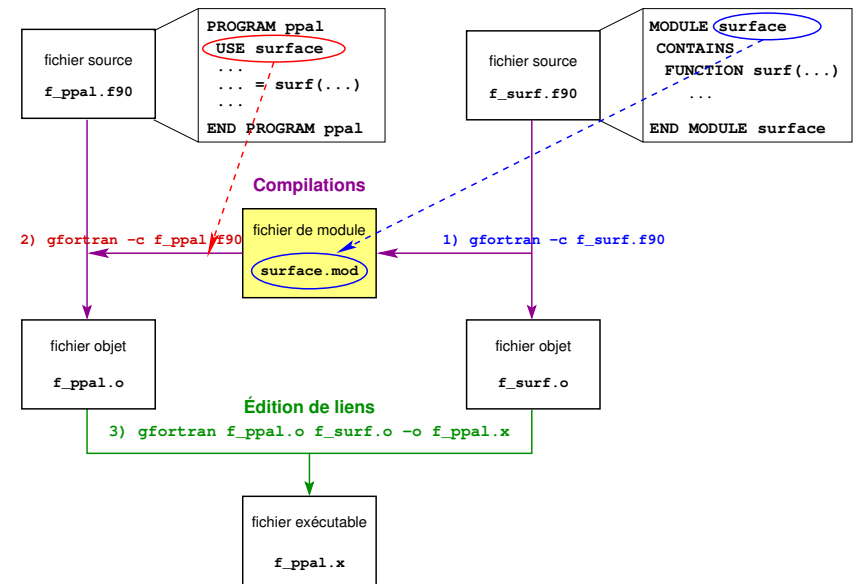 fichier source
f_ppal.f90
PROGRAM ppal
USE surface
...
... = surf(...)
...
END PROGRAM ppal
fichier source
f_surf.f90
MODULE surface
CONTAINS
FUNCTION surf(...)
...
END MODULE surface
Compilations
2) gfortran −c f_ppal.f90
fichier de module
surface.mod
1) gfortran −c f_surf.f90
fichier objet
f_ppal.o
fichier objet
f_surf.o
Édition de liens
3) gfortran f_ppal.o f_surf.o −o f_ppal.x
fichier exécutable
f_ppal.x